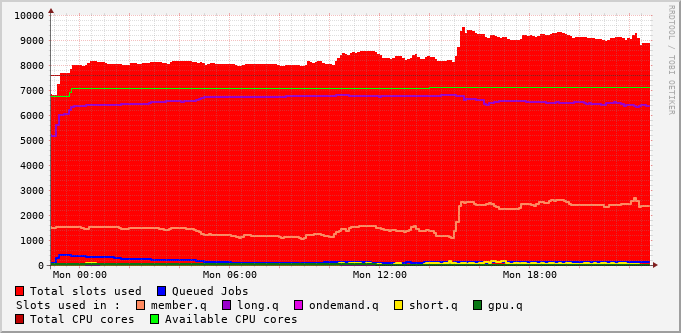 10000
9000
8000
7000
6000
5000
4000
3000
2000
1000
0
Mon 00:00 Mon 06:00 Mon 12:00 Mon 18:00
RRDTOOL / TOBI OETIKER
Total slots used Queued Jobs
Slots used in : member.q long.q ondemand.q short.q gpu.q
Total CPU cores Available CPU cores